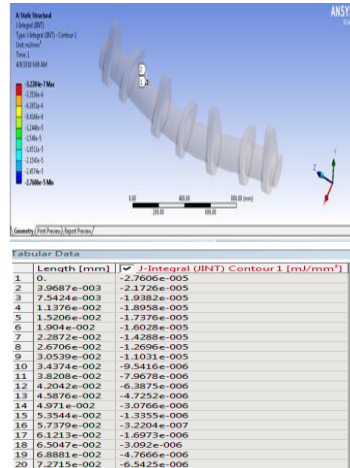 ANSYS
A: Static Structural
J-Integral (JINT)
Type: J-Integral (JINT) - Contour 1
Unit: mJ/mm²
Time: 1
4/8/2018 9:08 AM
-3.2204e-7 Max
-2.7606e-5 Min
0.00 400.00 800.00 (mm)
200.00 600.00
Geometry Print Preview Report Preview
Tabular Data
Length [mm] J-Integral (JINT) Contour 1 [mJ/mm²]
1 0. -2.7606e-005
2 3.9687e-003 -2.1726e-005
3 7.5424e-003 -1.9382e-005
4 1.1376e-002 -1.8958e-005
5 1.5206e-002 -1.7376e-005
6 1.904e-002 -1.6028e-005
7 2.2872e-002 -1.4288e-005
8 2.6706e-002 -1.2696e-005
9 3.0539e-002 -1.1031e-005
10 3.4374e-002 -9.5416e-006
11 3.8208e-002 -7.9678e-006
12 4.2042e-002 -6.3875e-006
13 4.5876e-002 -4.7252e-006
14 4.971e-002 -3.0766e-006
15 5.3544e-002 -1.3355e-006
16 5.7379e-002 -3.2204e-007
17 6.1213e-002 -1.6973e-006
18 6.5047e-002 -3.092e-006
19 6.8881e-002 -4.7666e-006
20 7.2715e-002 -6.5425e-006